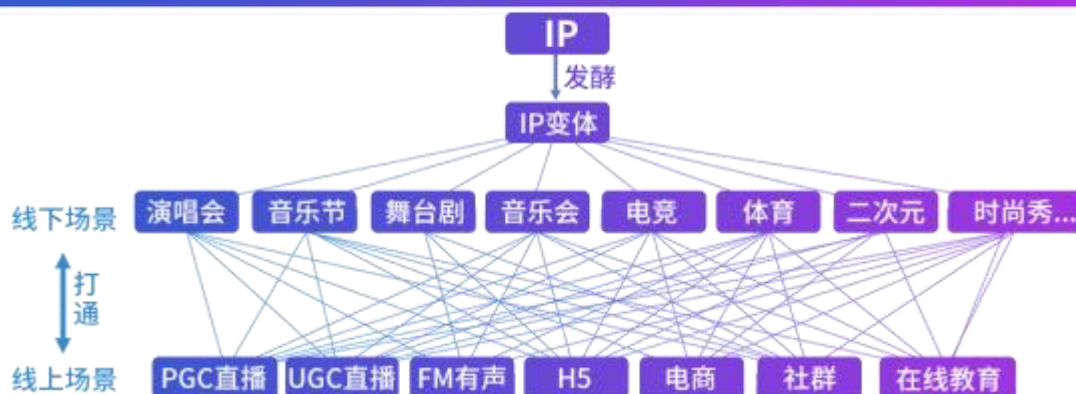 IP
发酵
IP变体
线下场景 演唱会 音乐节 舞台剧 音乐会 电竞 体育 二次元 时尚秀...
打
通
线上场景 PGC直播 UGC直播 FM有声 H5 电商 社群 在线教育